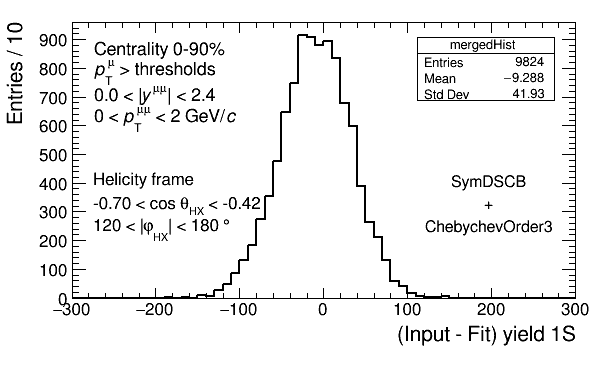 Entries / 10
900
800
700
600
500
400
300
200
100
0
Centrality 0-90%
p_T^μ > thresholds
0.0 < |y^μμ| < 2.4
0 < p_T^μμ < 2 GeV/c
mergedHist
Entries 9824
Mean −9.288
Std Dev 41.93
Helicity frame
-0.70 < cos θ_HX < -0.42
120 < |φ_HX| < 180 °
SymDSCB
+
ChebychevOrder3
−300 −200 −100 0 100 200 300
(Input - Fit) yield 1S